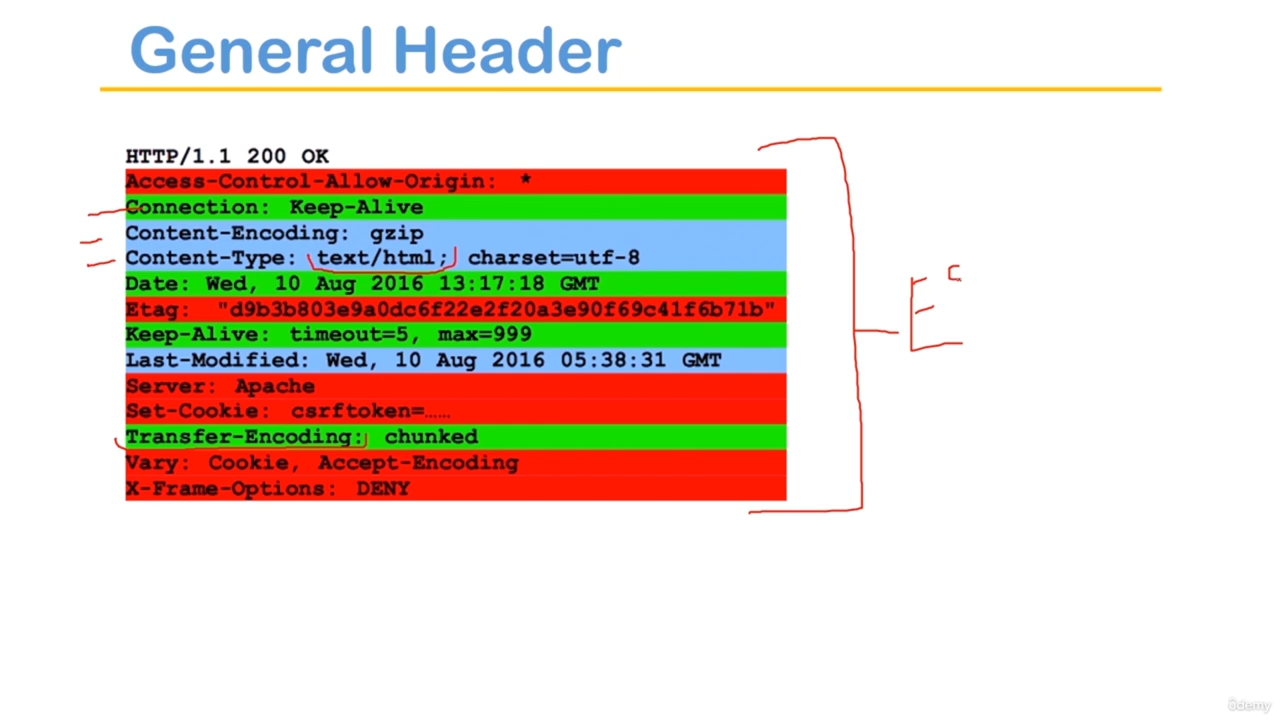 General Header
HTTP/1.1 200 OK
Access-Control-Allow-Origin: *
Connection: Keep-Alive
Content-Encoding: gzip
Content-Type: text/html; charset=utf-8
Date: Wed, 10 Aug 2016 13:17:18 GMT
Etag: "d9b3b803e9a0dc6f22e2f20a3e90f69c41f6b71b"
Keep-Alive: timeout=5, max=999
Last-Modified: Wed, 10 Aug 2016 05:38:31 GMT
Server: Apache
Set-Cookie: csrftoken=……
Transfer-Encoding: chunked
Vary: Cookie, Accept-Encoding
X-Frame-Options: DENY
E
ûdemy